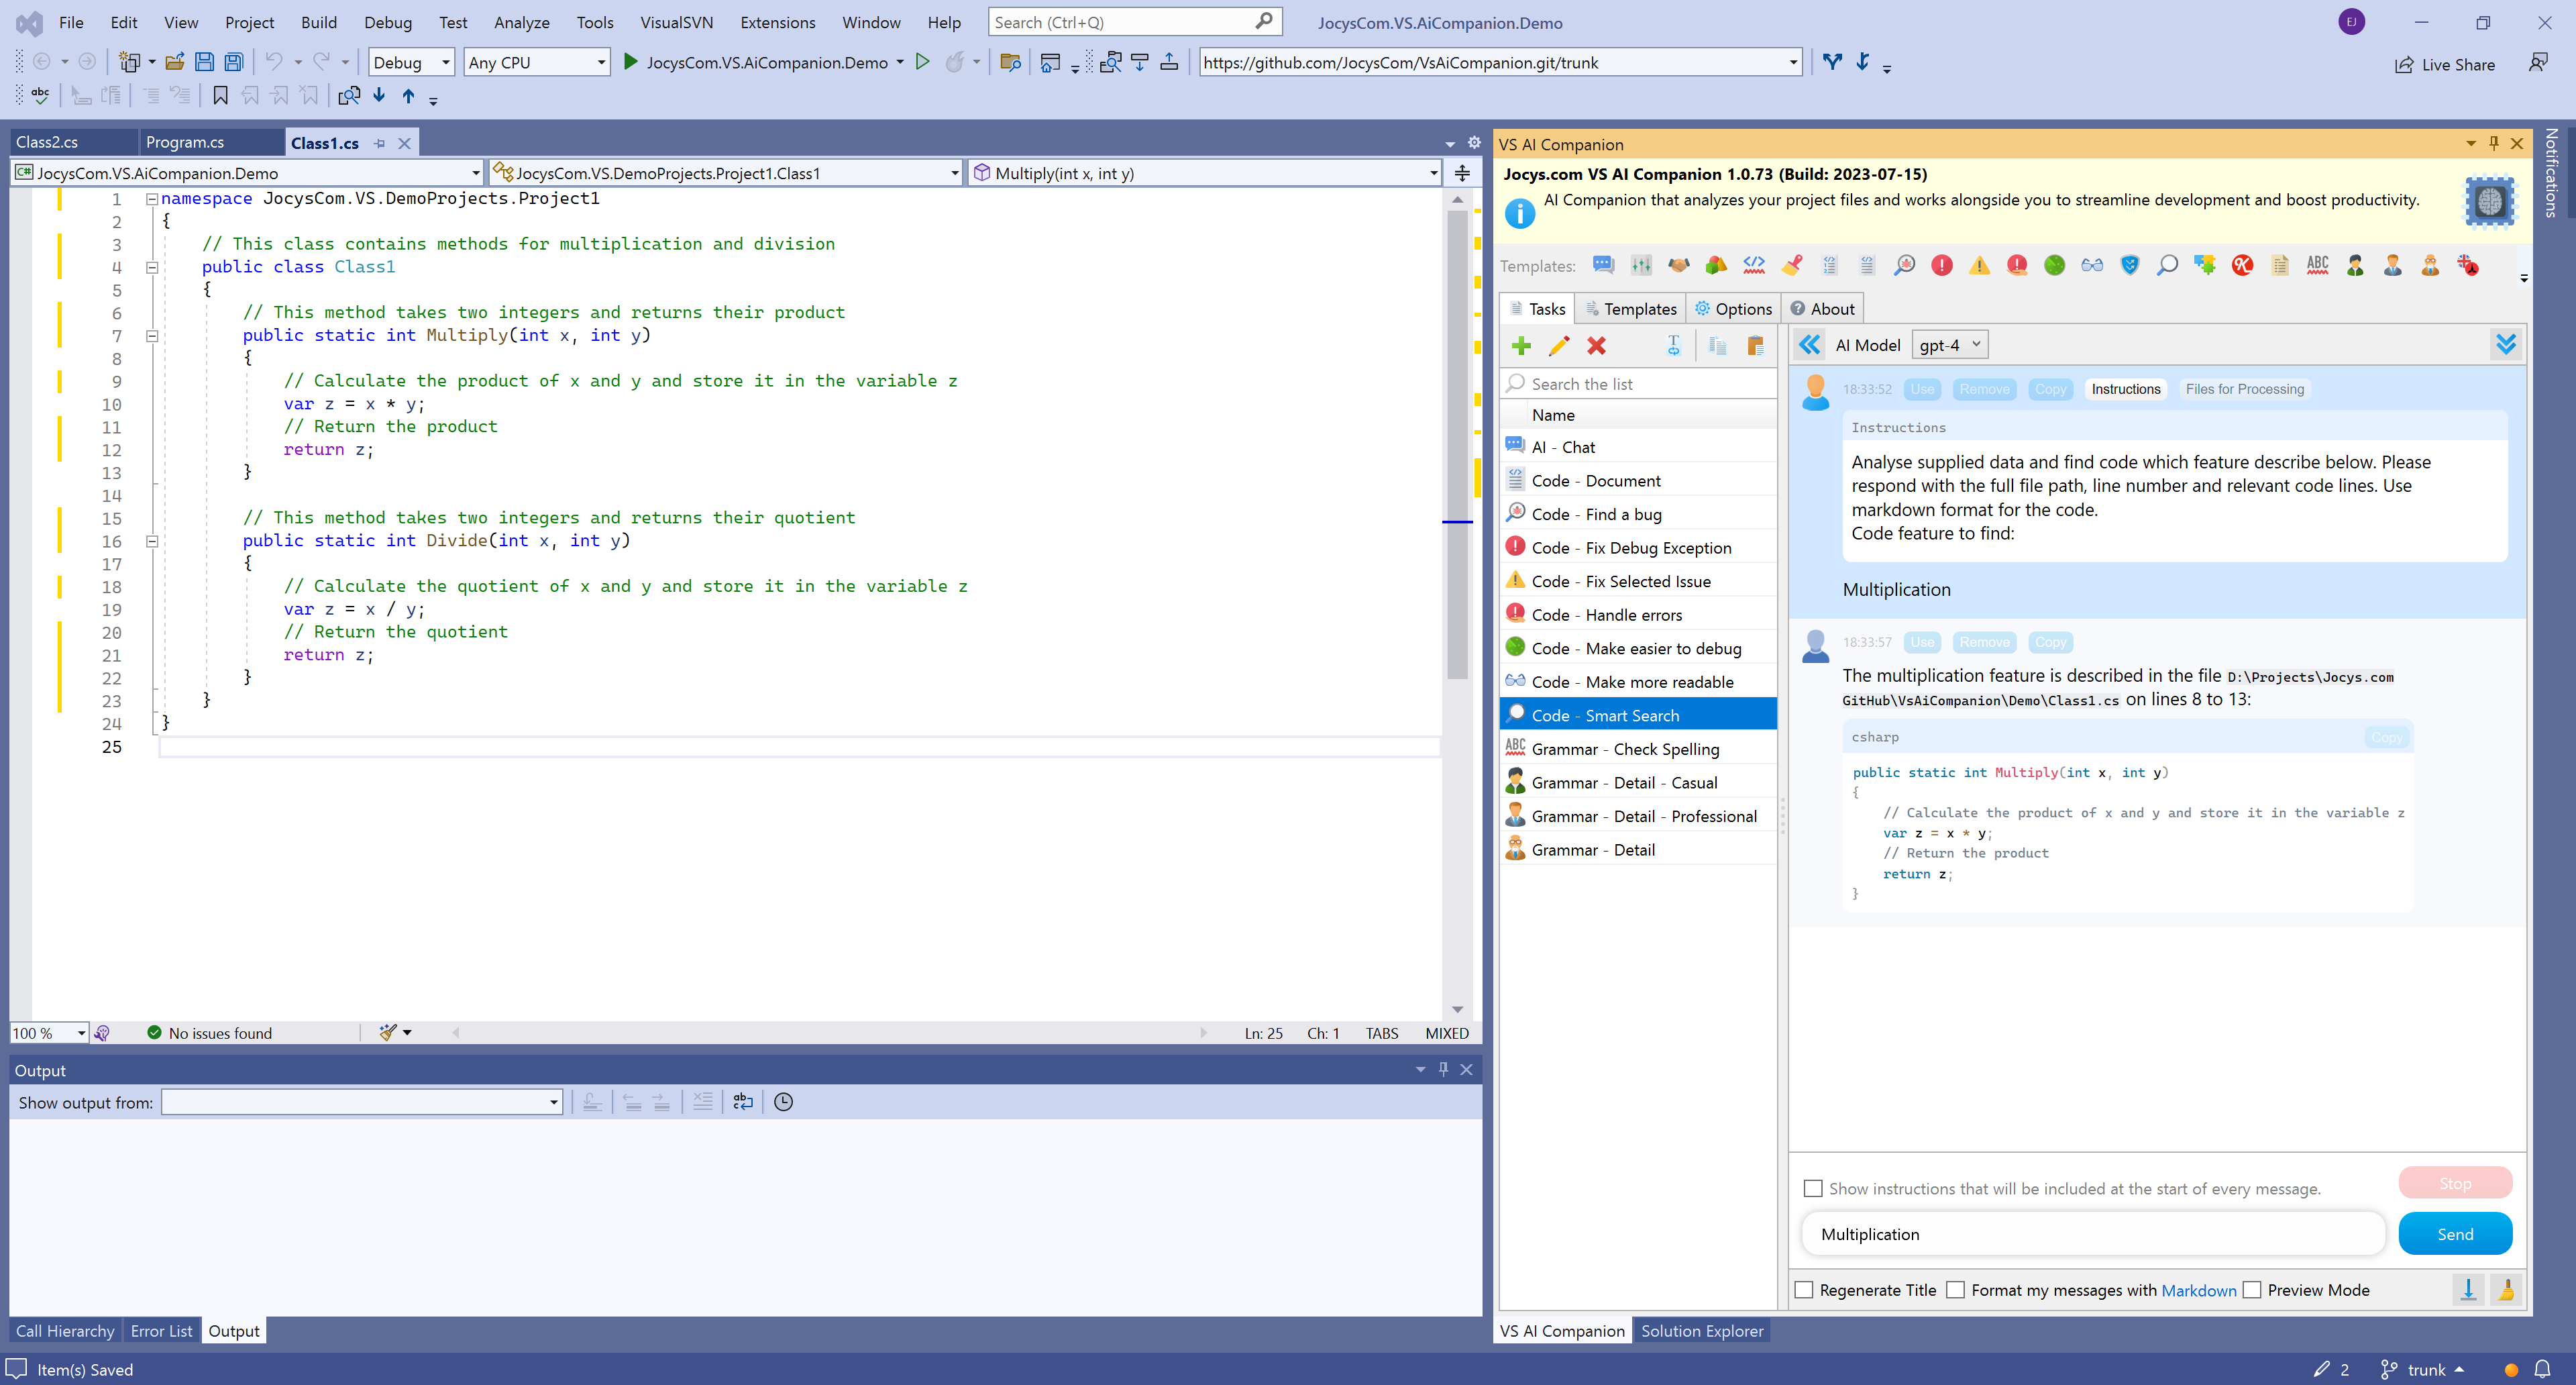 File Edit View Project Build Debug Test Analyze Tools VisualSVN Extensions Window Help Search (Ctrl+Q) JocysCom.VS.AiCompanion.Demo EJ
Debug Any CPU JocysCom.VS.AiCompanion.Demo https://github.com/JocysCom/VsAiCompanion.git/trunk Live Share
abc
Class2.cs Program.cs Class1.cs
C# JocysCom.VS.AiCompanion.Demo JocysCom.VS.DemoProjects.Project1.Class1 Multiply(int x, int y)
1 namespace JocysCom.VS.DemoProjects.Project1
2 {
3 // This class contains methods for multiplication and division
4 public class Class1
5 {
6 // This method takes two integers and returns their product
7 public static int Multiply(int x, int y)
8 {
9 // Calculate the product of x and y and store it in the variable z
10 var z = x * y;
11 // Return the product
12 return z;
13 }
14
15 // This method takes two integers and returns their quotient
16 public static int Divide(int x, int y)
17 {
18 // Calculate the quotient of x and y and store it in the variable z
19 var z = x / y;
20 // Return the quotient
21 return z;
22 }
23 }
24 }
25
100 % No issues found Ln: 25 Ch: 1 TABS MIXED
Output
Show output from:
Call Hierarchy Error List Output
VS AI Companion
Jocys.com VS AI Companion 1.0.73 (Build: 2023-07-15)
AI Companion that analyzes your project files and works alongside you to streamline development and boost productivity.
Templates: ABC
Tasks Templates Options About
AI Model gpt-4
Search the list
Name
AI - Chat
Code - Document
Code - Find a bug
Code - Fix Debug Exception
Code - Fix Selected Issue
Code - Handle errors
Code - Make easier to debug
Code - Make more readable
Code - Smart Search
ABC Grammar - Check Spelling
Grammar - Detail - Casual
Grammar - Detail - Professional
Grammar - Detail
18:33:52 Use Remove Copy Instructions Files for Processing
Instructions
Analyse supplied data and find code which feature describe below. Please
respond with the full file path, line number and relevant code lines. Use
markdown format for the code.
Code feature to find:
Multiplication
18:33:57 Use Remove Copy
The multiplication feature is described in the file D:\Projects\Jocys.com
GitHub\VsAiCompanion\Demo\Class1.cs on lines 8 to 13:
csharp Copy
public static int Multiply(int x, int y)
{
// Calculate the product of x and y and store it in the variable z
var z = x * y;
// Return the product
return z;
}
Show instructions that will be included at the start of every message. Stop
Multiplication Send
Regenerate Title Format my messages with Markdown Preview Mode
VS AI Companion Solution Explorer
Notifications
Item(s) Saved 2 trunk